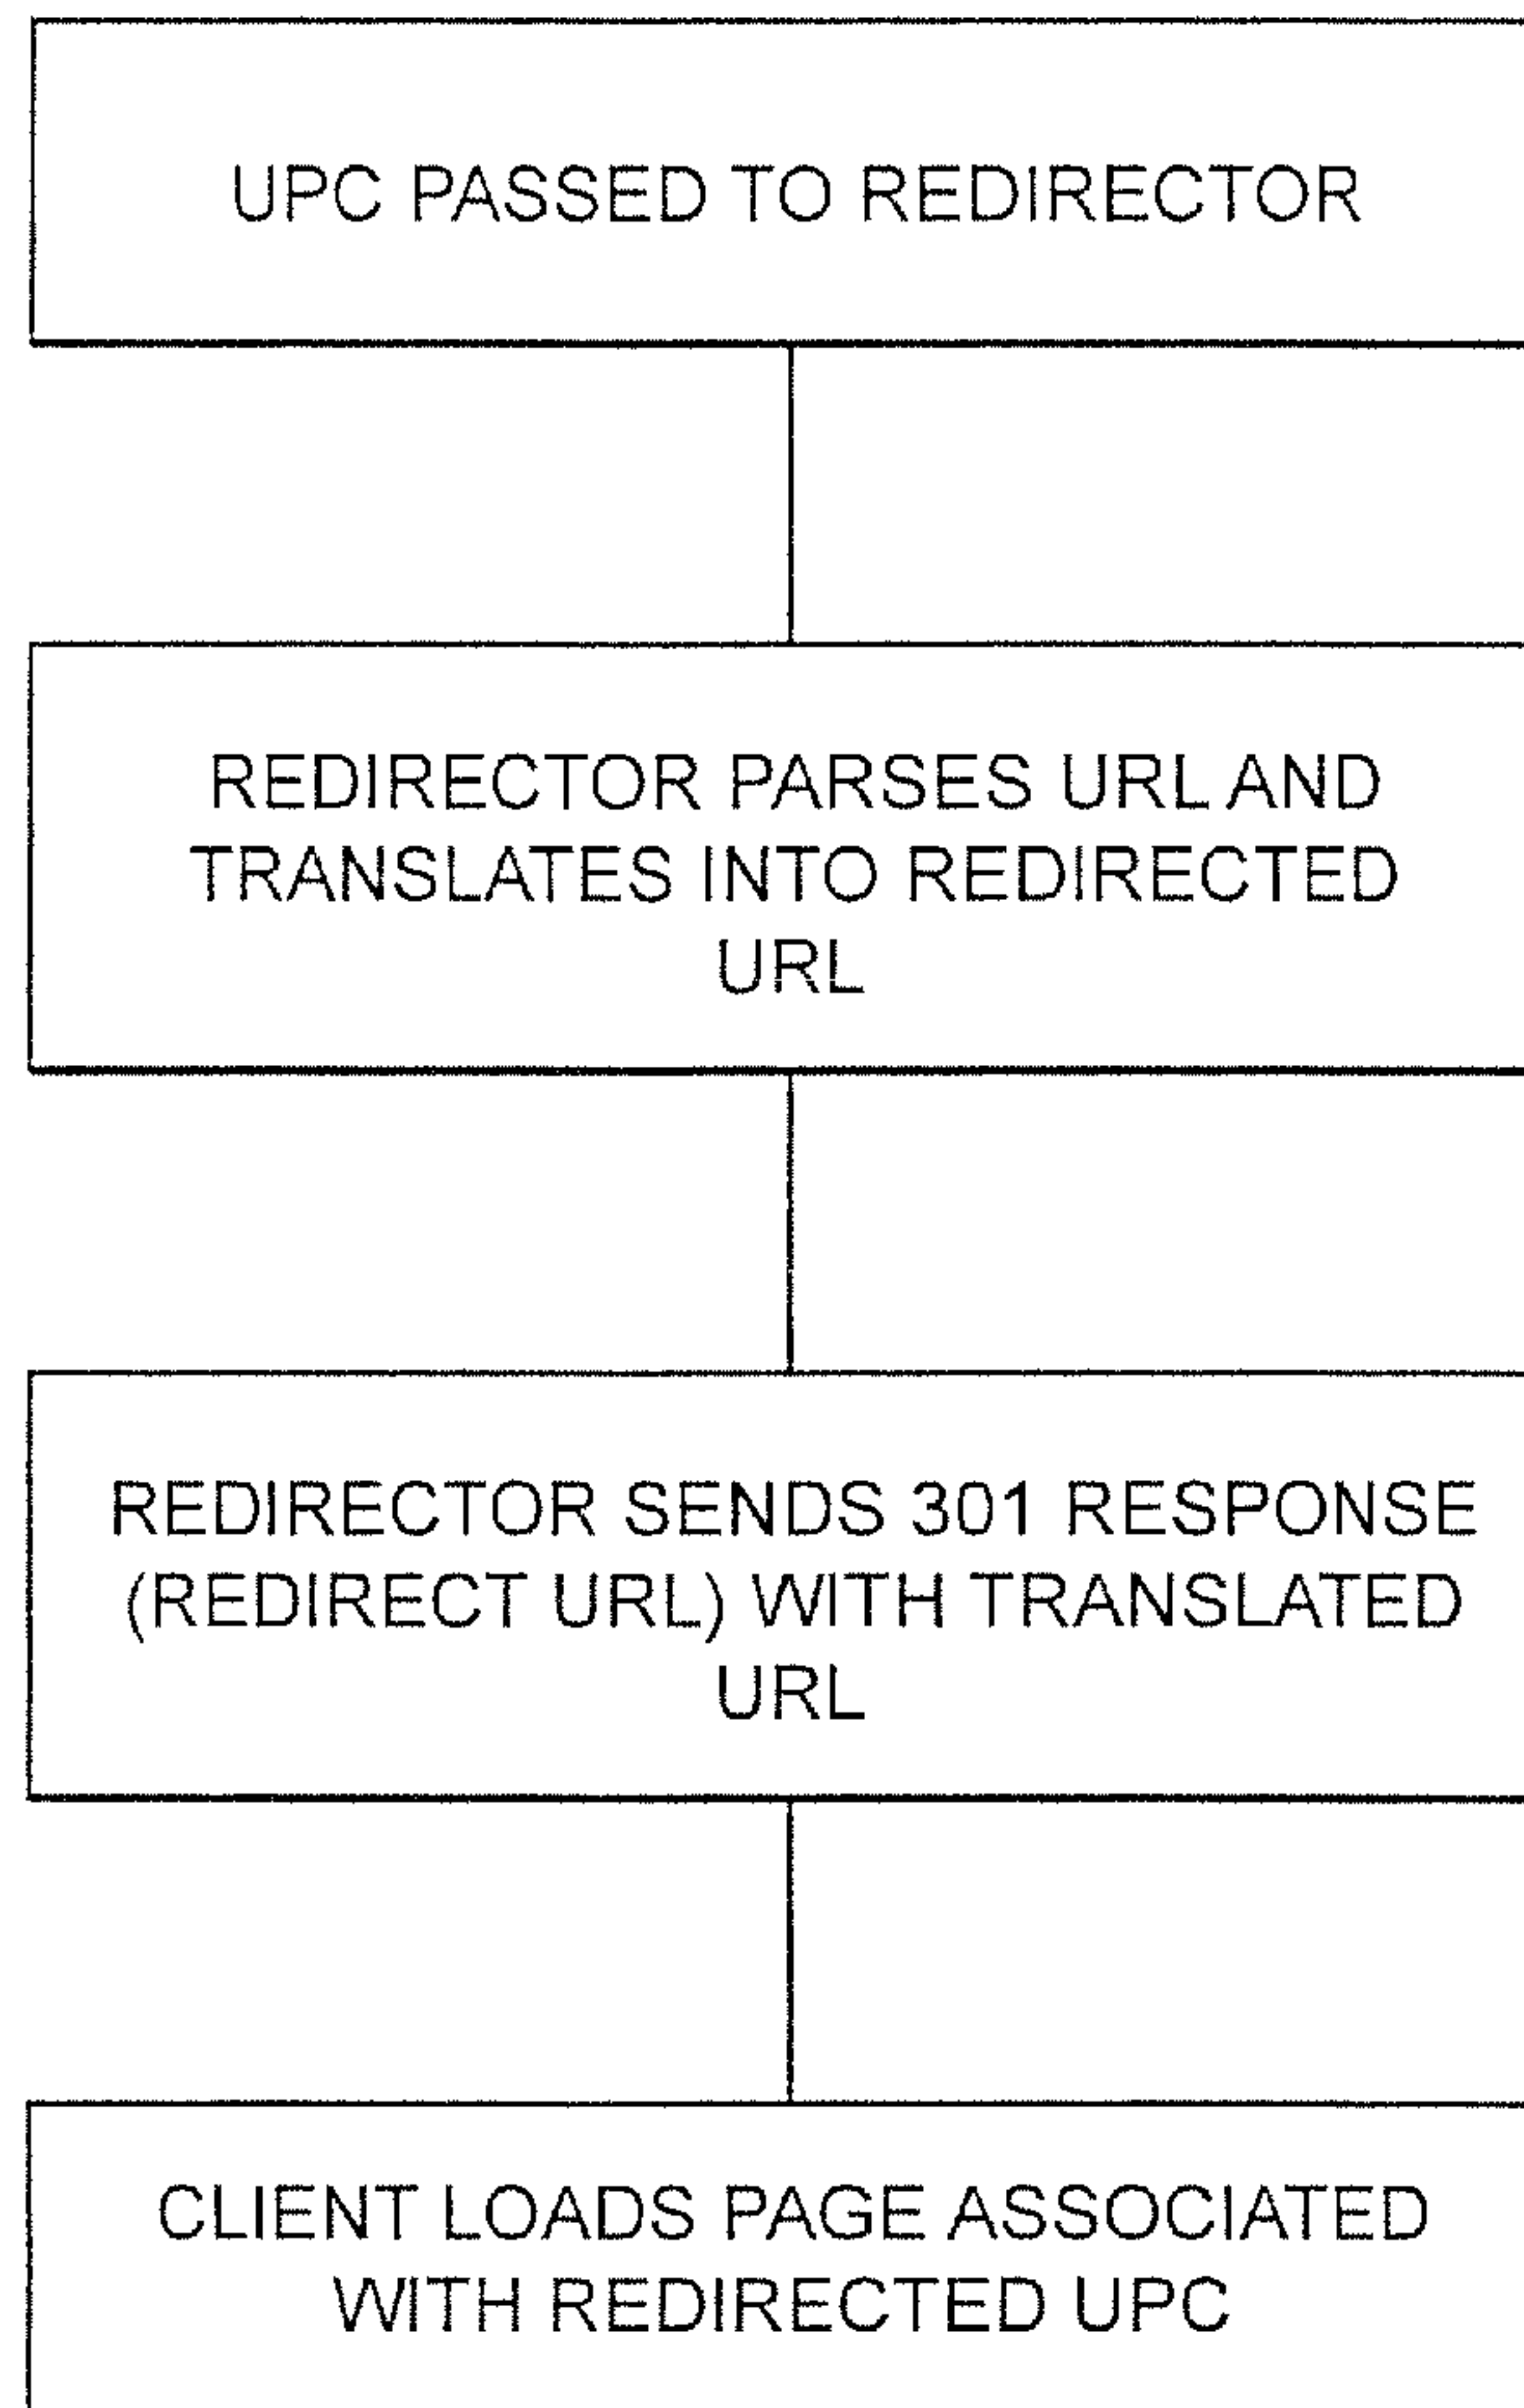 UPC PASSED TO REDIRECTOR
REDIRECTOR PARSES URL AND
TRANSLATES INTO REDIRECTED
URL
REDIRECTOR SENDS 301 RESPONSE
(REDIRECT URL) WITH TRANSLATED
URL
CLIENT LOADS PAGE ASSOCIATED
WITH REDIRECTED UPC